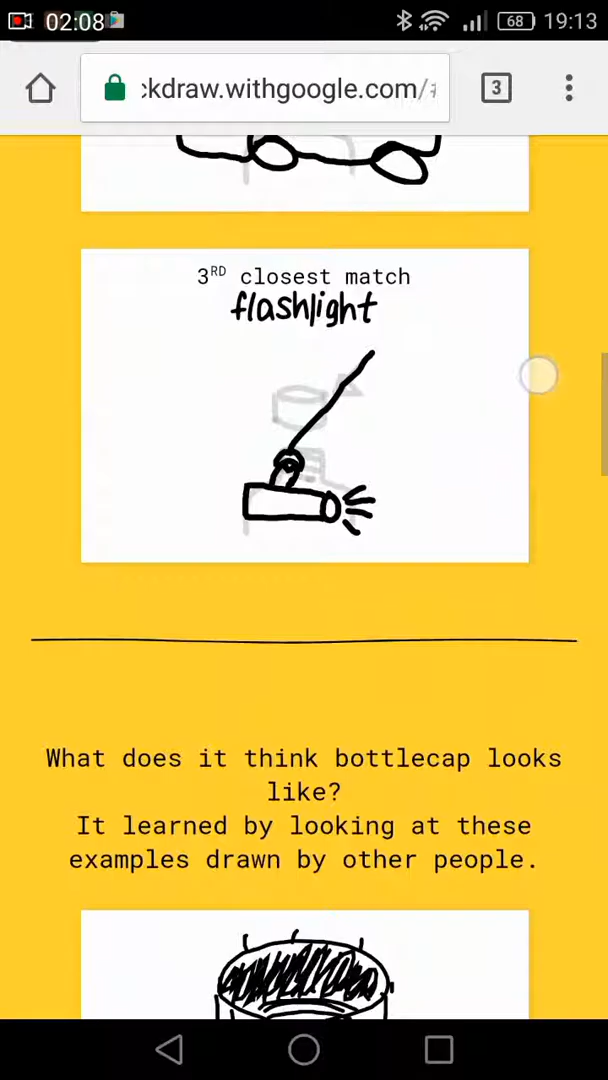 02:08
68
19:13
ckdraw.withgoogle.com/#
3
3RD closest match
flashlight
What does it think bottlecap looks
like?
It learned by looking at these
examples drawn by other people.